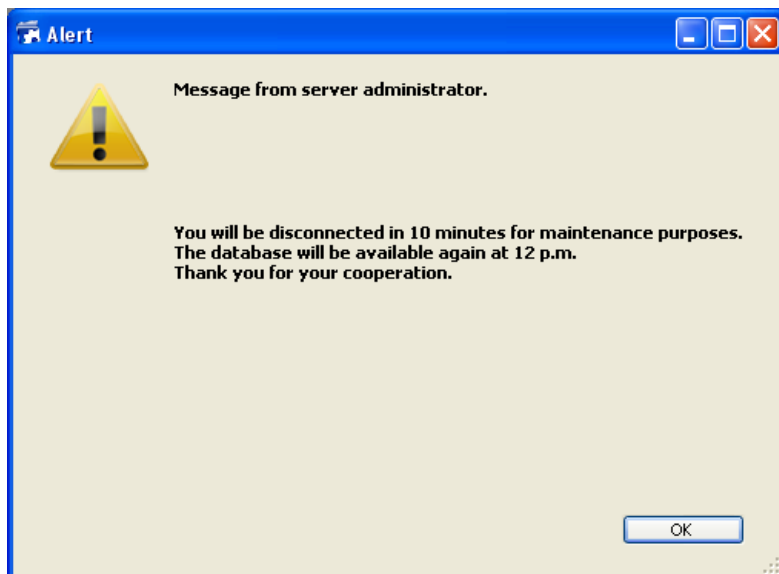 Alert
Message from server administrator.
You will be disconnected in 10 minutes for maintenance purposes.
The database will be available again at 12 p.m.
Thank you for your cooperation.
OK